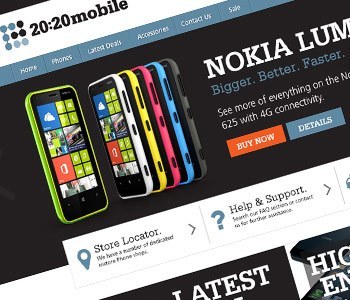 20:20mobile
Home
Phones
Latest Deals
Accessories
Contact Us
Sale
NOKIA LUM
Bigger. Better. Faster.
See more of everything on the No
625 with 4G connectivity.
BUY NOW
DETAILS
Store Locator.
We have a number of dedicated
instore Phone shops.
Help & Support.
Search our FAQ section or contact
us for further assistance.
LATEST
HIG
EN